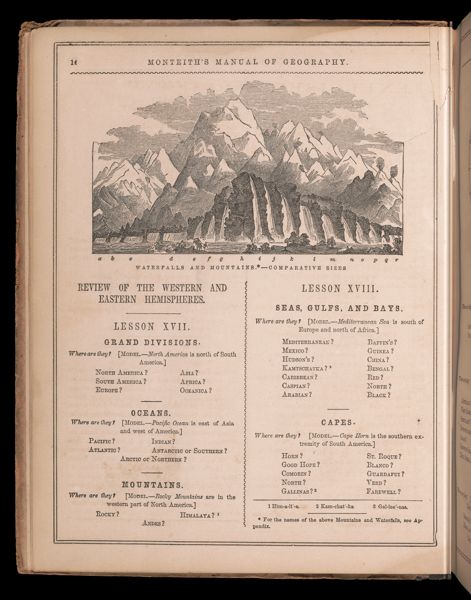 14 MONTEITH'S MANUAL OF GEOGRAPHY.
a b c d e f g h i j k l m n o p q r
WATERFALLS AND MOUNTAINS.*—COMPARATIVE SIZES
REVIEW OF THE WESTERN AND
EASTERN HEMISPHERES.
LESSON XVII.
GRAND DIVISIONS.
Where are they? [MODEL.—North America is north of South
America.]
NORTH AMERICA? ASIA?
SOUTH AMERICA? AFRICA?
EUROPE? OCEANICA?
OCEANS.
Where are they? [MODEL.—Pacific Ocean is east of Asia
and west of America.]
PACIFIC? INDIAN?
ATLANTIC? ANTARCTIC OR SOUTHERN?
ARCTIC OR NORTHERN?
MOUNTAINS.
Where are they? [MODEL.—Rocky Mountains are in the
western part of North America.]
ROCKY? HIMALAYA? 1
ANDES?
LESSON XVIII.
SEAS, GULFS, AND BAYS.
Where are they? [MODEL.—Mediterranean Sea is south of
Europe and north of Africa.]
MEDITERRANEAN? BAFFIN'S?
MEXICO? GUINEA?
HUDSON'S? CHINA?
KAMTSCHATKA? 2 BENGAL?
CARIBBEAN? RED?
CASPIAN? NORTH?
ARABIAN? BLACK?
CAPES.
Where are they? [MODEL.—Cape Horn is the southern ex-
tremity of South America.]
HORN? ST. ROQUE?
GOOD HOPE? BLANCO?
COMORIN? GUARDAFUI?
NORTH? VERD?
GALLINAS? 3 FAREWELL?
1 Him-a-lī'-a. 2 Kam-chat'-ka. 3 Gal-lee'-nas.
* For the names of the above Mountains and Waterfalls, see Ap-
pendix.